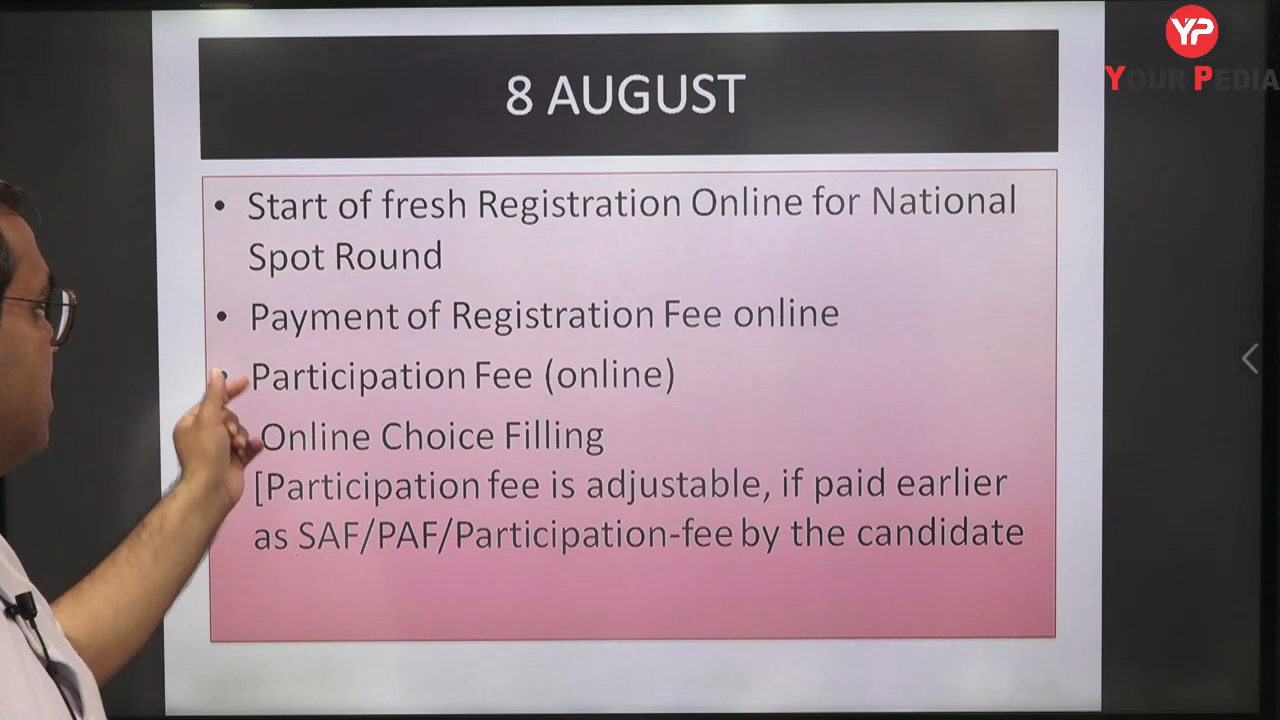 YP
YOUR PEDIA
8 AUGUST
• Start of fresh Registration Online for National
Spot Round
• Payment of Registration Fee online
• Participation Fee (online)
Online Choice Filling
[Participation fee is adjustable, if paid earlier
as SAF/PAF/Participation-fee by the candidate